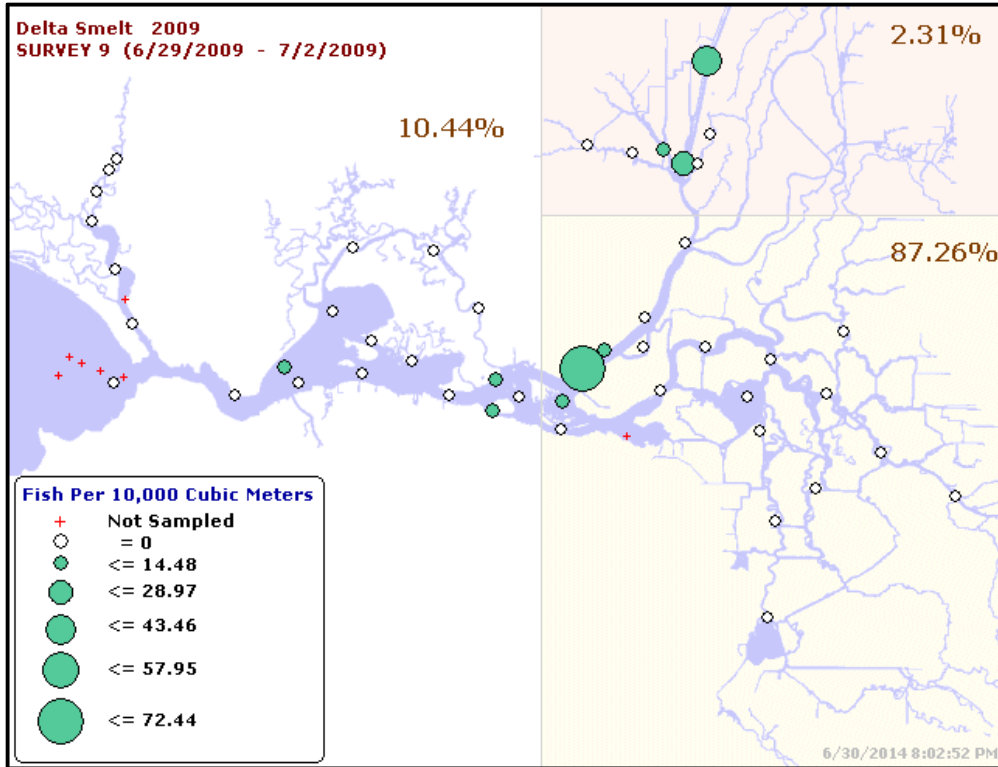 Delta Smelt 2009
SURVEY 9 (6/29/2009 - 7/2/2009)
2.31%
10.44%
87.26%
Fish Per 10,000 Cubic Meters
Not Sampled
= 0
<= 14.48
<= 28.97
<= 43.46
<= 57.95
<= 72.44
6/30/2014 8:02:52 PM